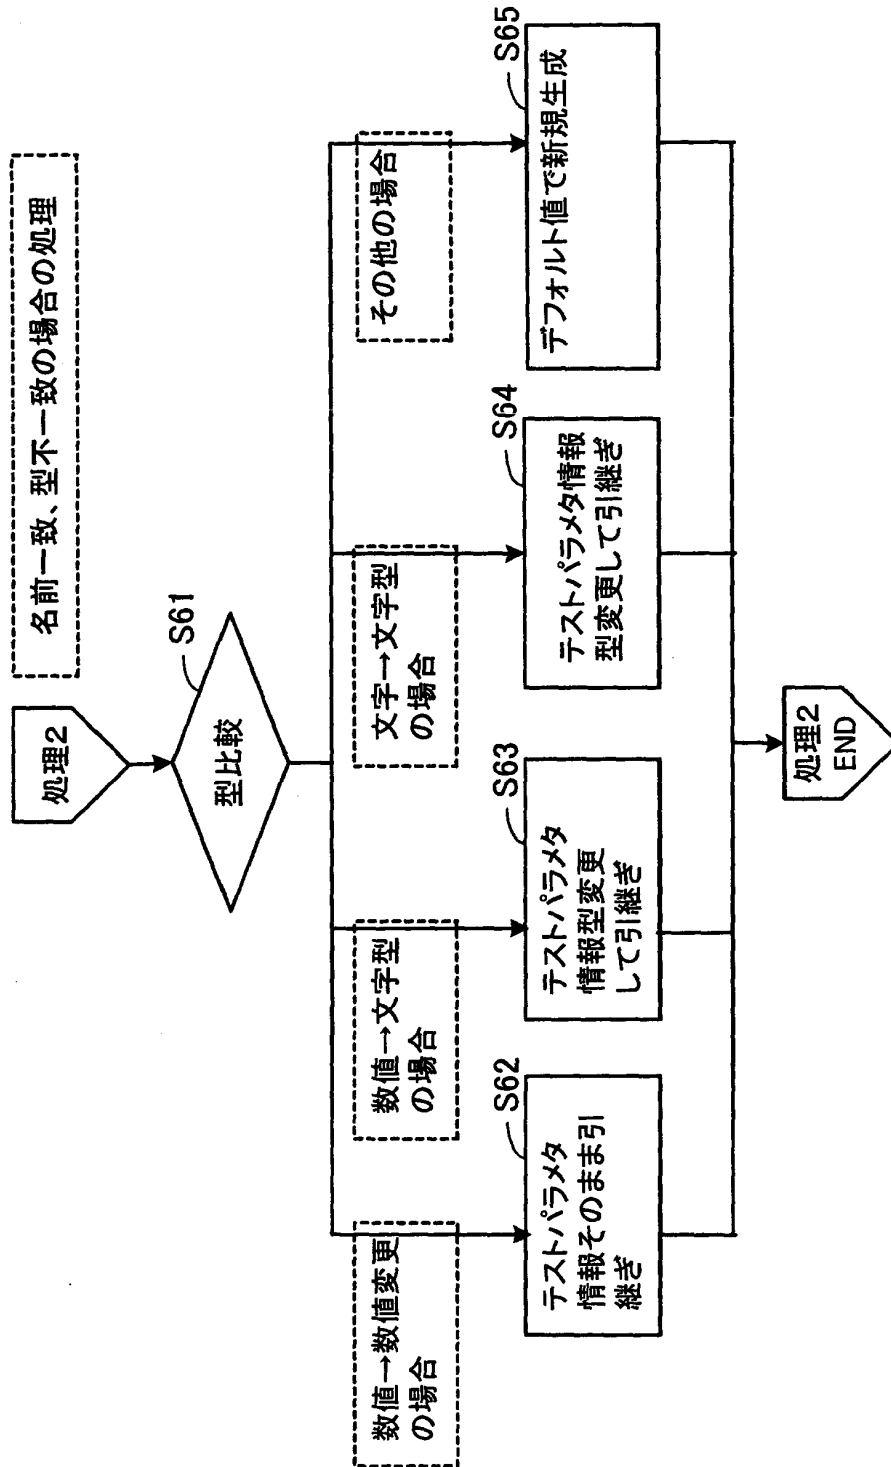 処理2
名前一致、型不一致の場合の処理
S61
型比較
数値→数値変更
の場合
数値→文字型
の場合
文字→文字型
の場合
その他の場合
S62
テストパラメタ
情報そのまま引
継ぎ
S63
テストパラメタ
情報型変更
して引継ぎ
S64
テストパラメタ情報
型変更して引継ぎ
S65
デフォルト値で新規生成
処理2
END